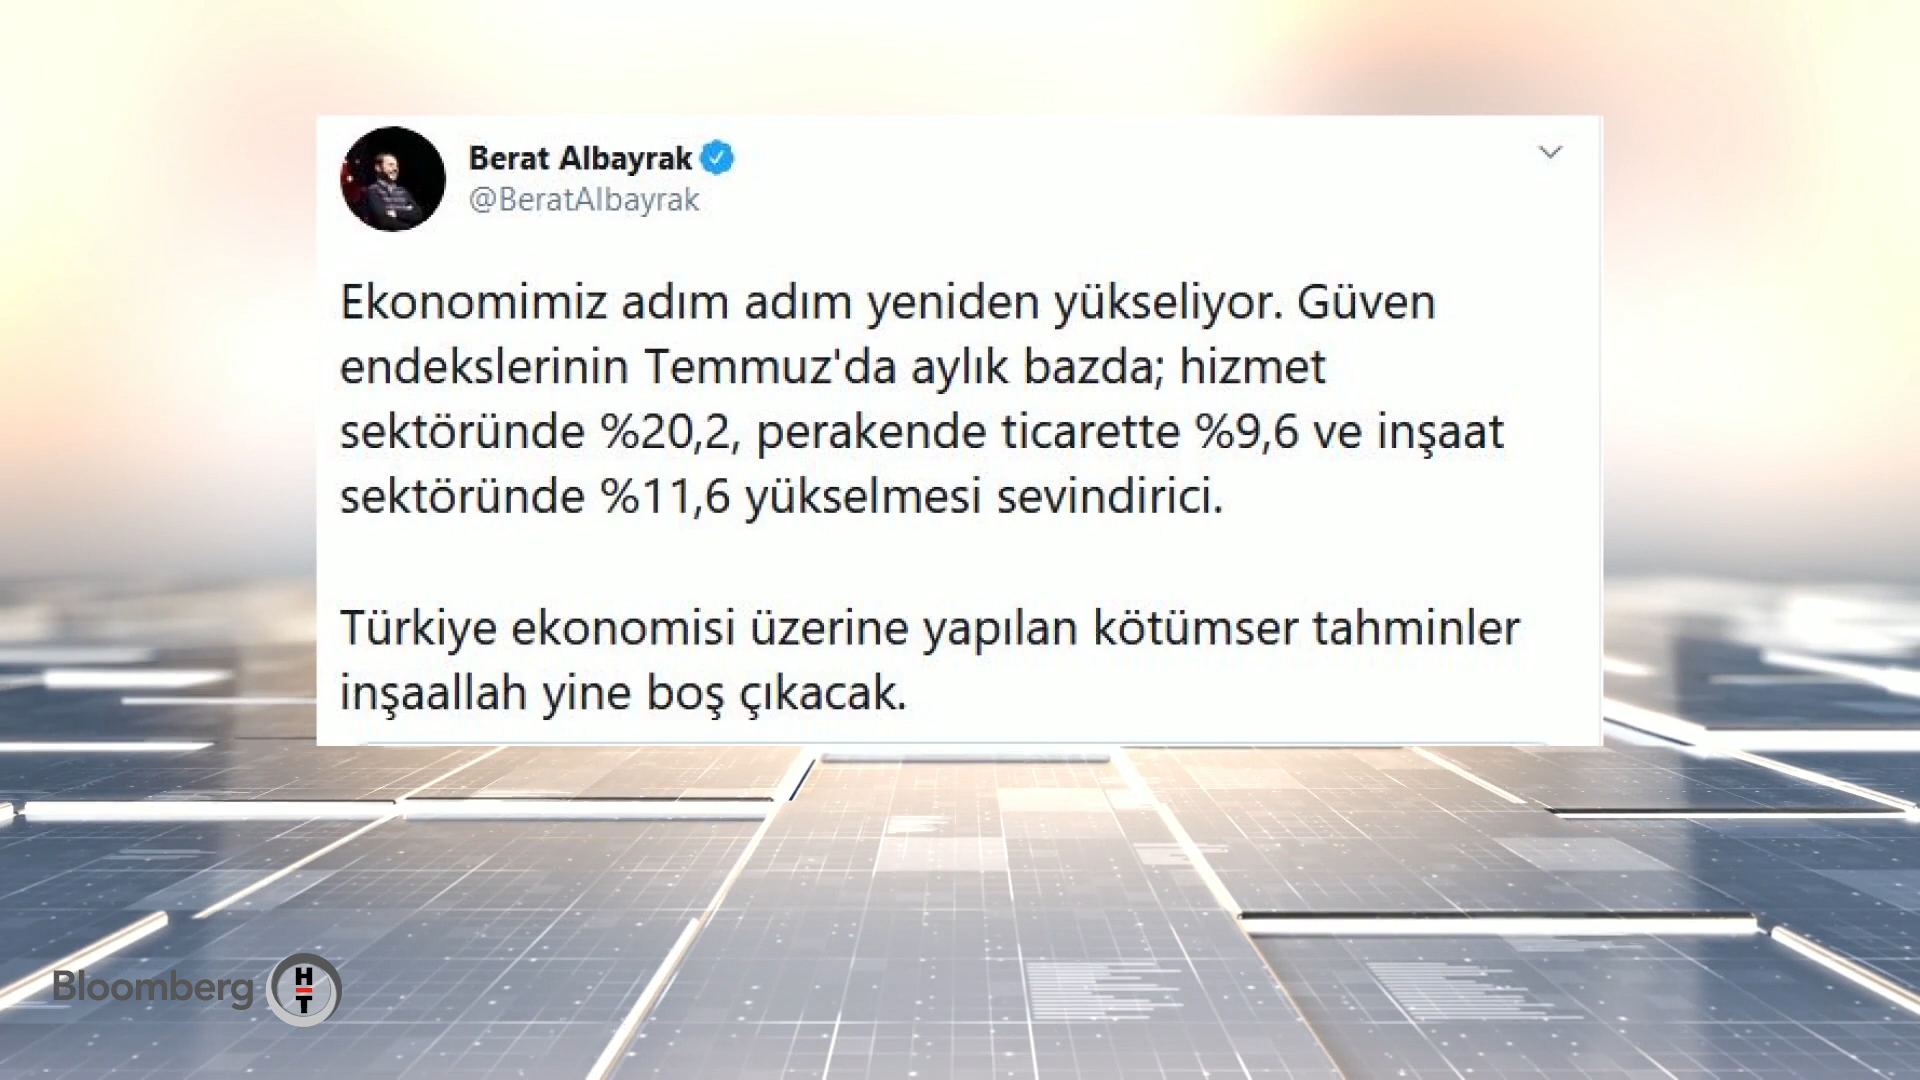 Berat Albayrak
@BeratAlbayrak
Ekonomimiz adım adım yeniden yükseliyor. Güven
endekslerinin Temmuz'da aylık bazda; hizmet
sektöründe %20,2, perakende ticarette %9,6 ve inşaat
sektöründe %11,6 yükselmesi sevindirici.
Türkiye ekonomisi üzerine yapılan kötümser tahminler
inşaallah yine boş çıkacak.
Bloomberg HT